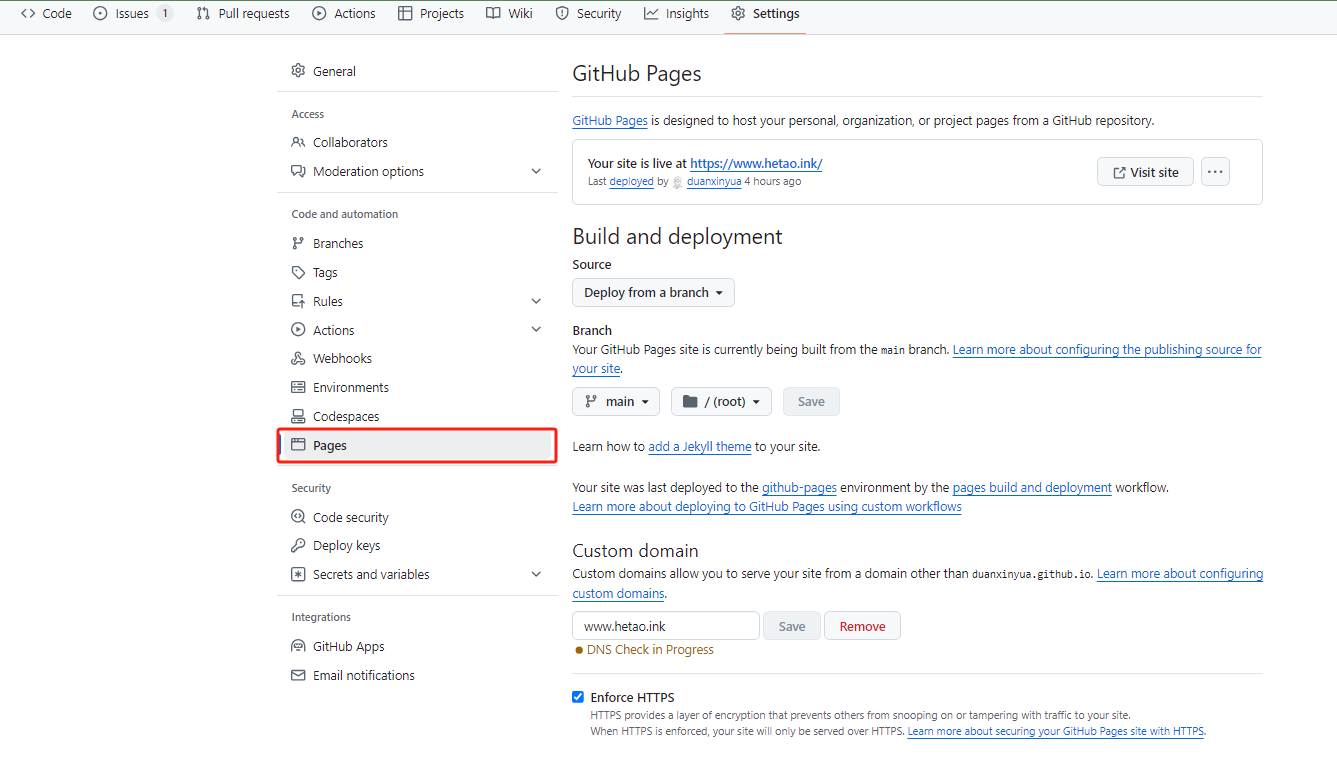 Code Issues 1 Pull requests Actions Projects Wiki Security Insights Settings
General
Access
Collaborators
Moderation options
Code and automation
Branches
Tags
Rules
Actions
Webhooks
Environments
Codespaces
Pages
Security
Code security
Deploy keys
Secrets and variables
Integrations
GitHub Apps
Email notifications
GitHub Pages
GitHub Pages is designed to host your personal, organization, or project pages from a GitHub repository.
Your site is live at https://www.hetao.ink/
Last deployed by duanxinyua 4 hours ago
Visit site
Build and deployment
Source
Deploy from a branch
Branch
Your GitHub Pages site is currently being built from the main branch. Learn more about configuring the publishing source for
your site.
main / (root) Save
Learn how to add a Jekyll theme to your site.
Your site was last deployed to the github-pages environment by the pages build and deployment workflow.
Learn more about deploying to GitHub Pages using custom workflows
Custom domain
Custom domains allow you to serve your site from a domain other than duanxinyua.github.io. Learn more about configuring
custom domains.
www.hetao.ink Save Remove
DNS Check in Progress
Enforce HTTPS
HTTPS provides a layer of encryption that prevents others from snooping on or tampering with traffic to your site.
When HTTPS is enforced, your site will only be served over HTTPS. Learn more about securing your GitHub Pages site with HTTPS.